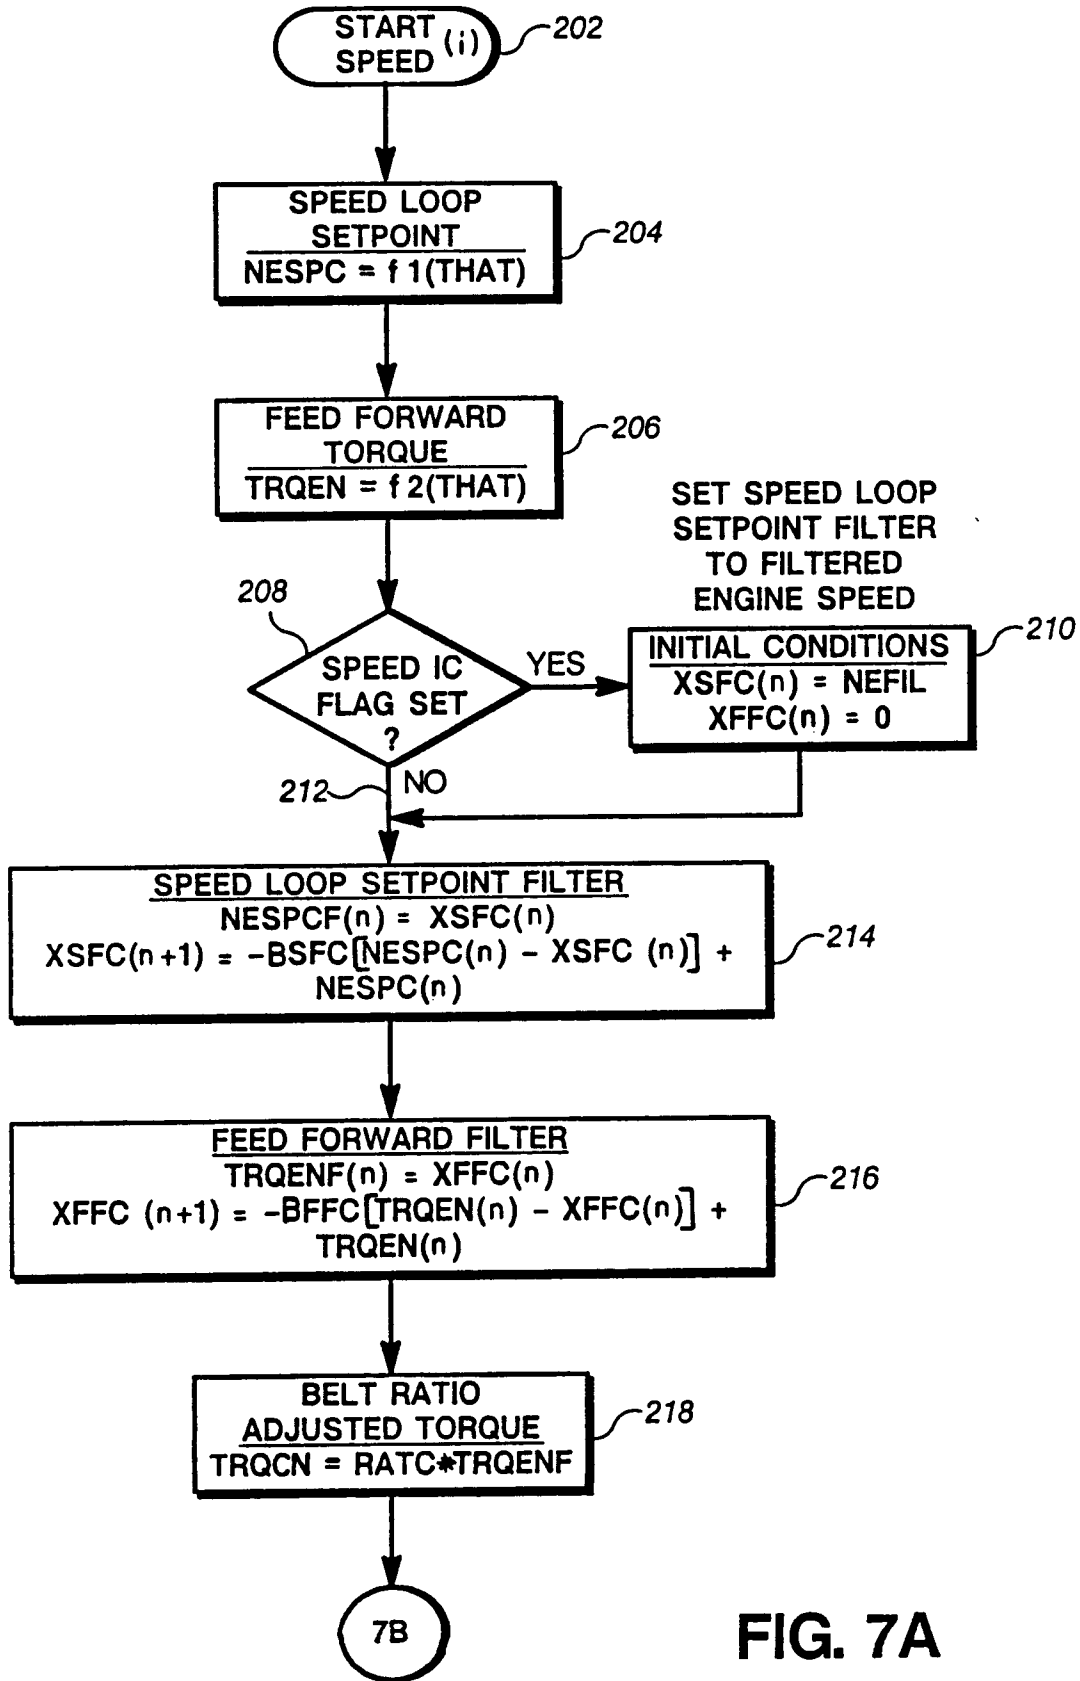 START
SPEED (i)
202
SPEED LOOP
SETPOINT
NESPC = f1(THAT)
204
FEED FORWARD
TORQUE
TRQEN = f2(THAT)
206
SET SPEED LOOP
SETPOINT FILTER
TO FILTERED
ENGINE SPEED
208
SPEED IC
FLAG SET
?
YES
INITIAL CONDITIONS
XSFC(n) = NEFIL
XFFC(n) = 0
210
212
NO
SPEED LOOP SETPOINT FILTER
NESPCF(n) = XSFC(n)
XSFC(n+1) = -BSFC[NESPC(n) - XSFC (n)] +
NESPC(n)
214
FEED FORWARD FILTER
TRQENF(n) = XFFC(n)
XFFC (n+1) = -BFFC[TRQEN(n) - XFFC(n)] +
TRQEN(n)
216
BELT RATIO
ADJUSTED TORQUE
TRQCN = RATC*TRQENF
218
7B
FIG. 7A